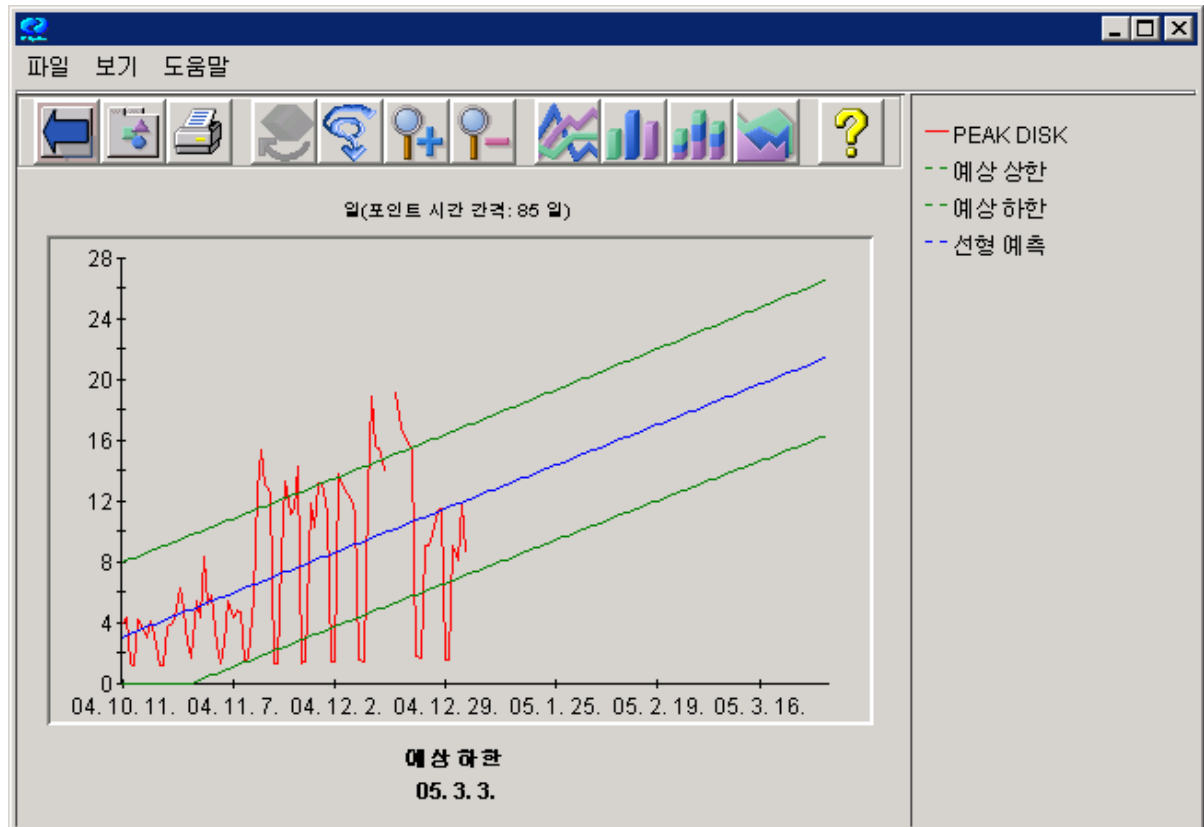 파일 보기 도움말
일(포인트 시간 간격: 85 일)
28
24
20
16
12
8
4
0
04. 10. 11. 04. 11. 7. 04. 12. 2. 04. 12. 29. 05. 1. 25. 05. 2. 19. 05. 3. 16.
예상 하한
05. 3. 3.
PEAK DISK
예상 상한
예상 하한
선형 예측